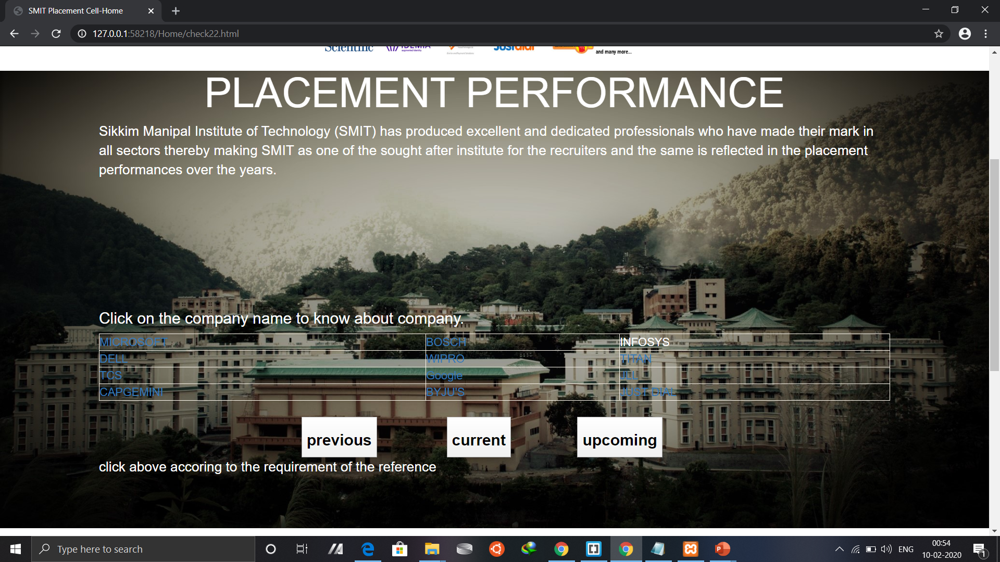 SMIT Placement Cell-Home
127.0.0.1:58218/Home/check22.html
Scientific IDEMIA Justdial and many more...
augmented identity
PLACEMENT PERFORMANCE
Sikkim Manipal Institute of Technology (SMIT) has produced excellent and dedicated professionals who have made their mark in
all sectors thereby making SMIT as one of the sought after institute for the recruiters and the same is reflected in the placement
performances over the years.
Click on the company name to know about company.
MICROSOFT BOSCH INFOSYS
DELL WIPRO TITAN
TCS Google JLL
CAPGEMINI BYJU'S JUST DIAL
previous current upcoming
click above accoring to the requirement of the reference
Type here to search
ENG
00:54
10-02-2020
1